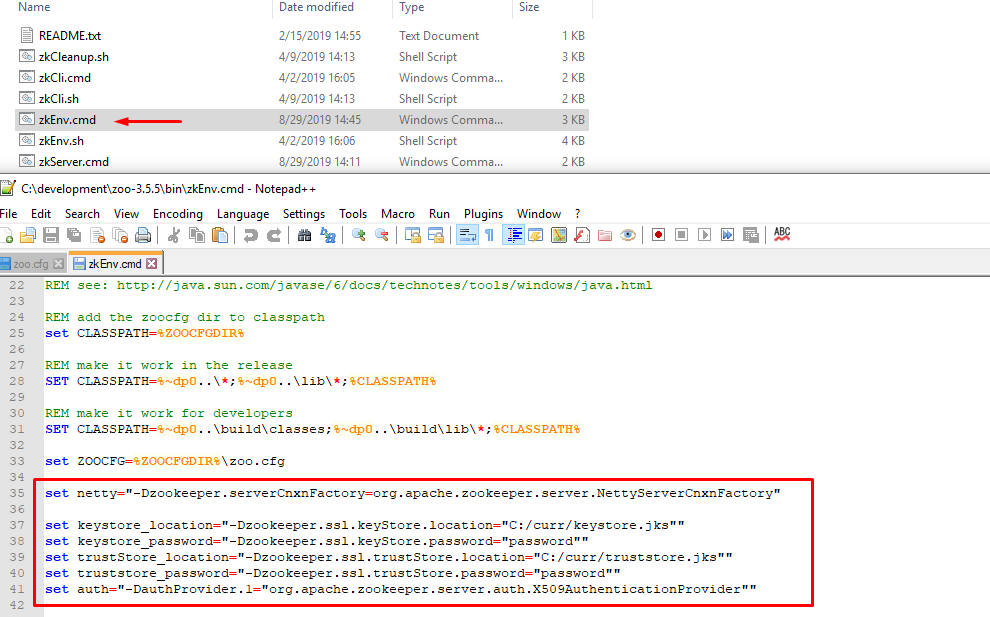 Name Date modified Type Size
README.txt 2/15/2019 14:55 Text Document 1 KB
zkCleanup.sh 4/9/2019 14:13 Shell Script 3 KB
zkCli.cmd 4/2/2019 16:05 Windows Comma... 2 KB
zkCli.sh 4/9/2019 14:13 Shell Script 2 KB
zkEnv.cmd 8/29/2019 14:45 Windows Comma... 3 KB
zkEnv.sh 4/2/2019 16:06 Shell Script 4 KB
zkServer.cmd 8/29/2019 14:11 Windows Comma... 2 KB
C:\development\zoo-3.5.5\bin\zkEnv.cmd - Notepad++
File Edit Search View Encoding Language Settings Tools Macro Run Plugins Window ?
ABC
zoo.cfg zkEnv.cmd
22 REM see: http://java.sun.com/javase/6/docs/technotes/tools/windows/java.html
23
24 REM add the zoocfg dir to classpath
25 set CLASSPATH=%ZOOCFGDIR%
26
27 REM make it work in the release
28 SET CLASSPATH=%~dp0..\*;%~dp0..\lib\*;%CLASSPATH%
29
30 REM make it work for developers
31 SET CLASSPATH=%~dp0..\build\classes;%~dp0..\build\lib\*;%CLASSPATH%
32
33 set ZOOCFG=%ZOOCFGDIR%\zoo.cfg
34
35 set netty="-Dzookeeper.serverCnxnFactory=org.apache.zookeeper.server.NettyServerCnxnFactory"
36
37 set keystore_location="-Dzookeeper.ssl.keyStore.location="C:/curr/keystore.jks""
38 set keystore_password="-Dzookeeper.ssl.keyStore.password="password""
39 set trustStore_location="-Dzookeeper.ssl.trustStore.location="C:/curr/truststore.jks""
40 set truststore_password="-Dzookeeper.ssl.trustStore.password="password""
41 set auth="-DauthProvider.1="org.apache.zookeeper.server.auth.X509AuthenticationProvider""
42